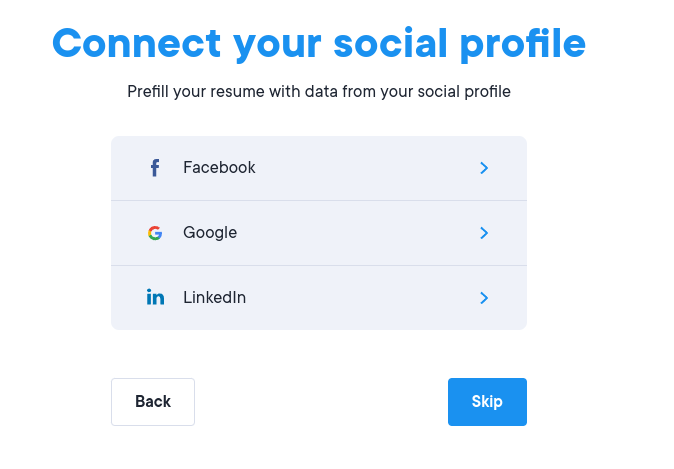 Connect your social profile
Prefill your resume with data from your social profile
Facebook
Google
LinkedIn
Back
Skip